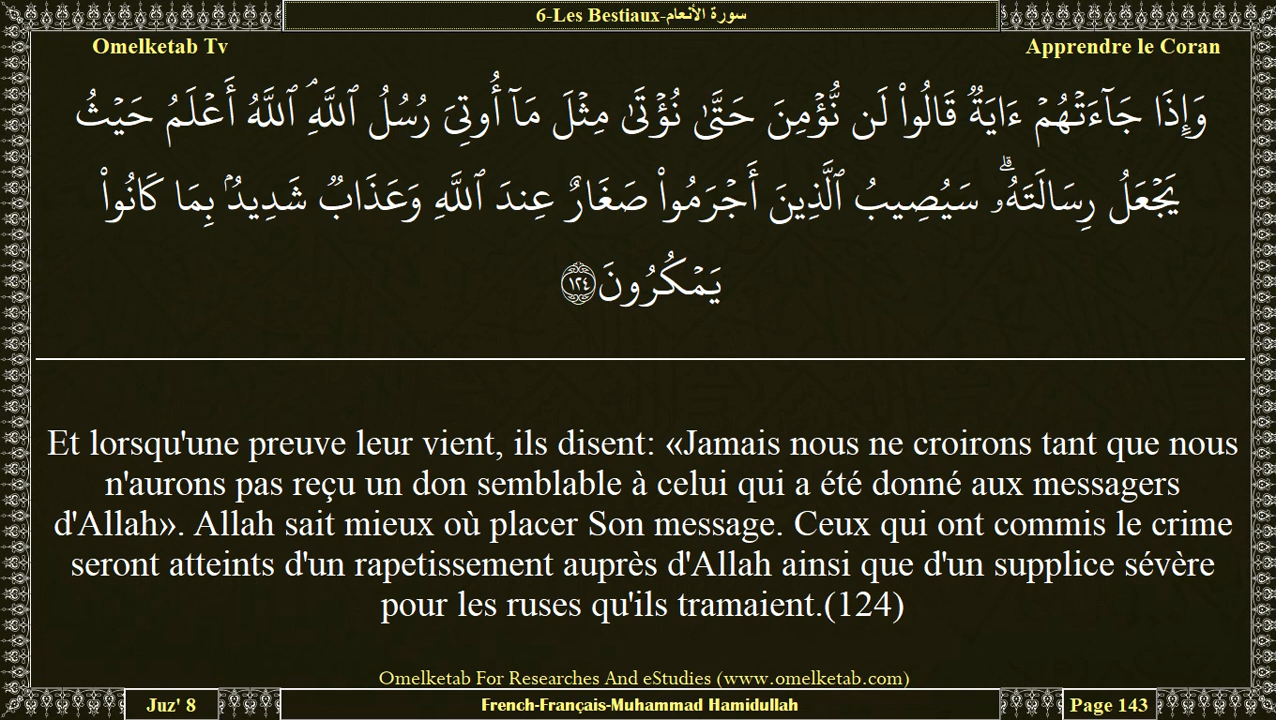 6-Les Bestiaux-سورة الأنعام
Omelketab Tv
Apprendre le Coran
وَإِذَا جَآءَتۡهُمۡ ءَايَةٞ قَالُواْ لَن نُّؤۡمِنَ حَتَّىٰ نُؤۡتَىٰ مِثۡلَ مَآ أُوتِيَ رُسُلُ ٱللَّهِۘ ٱللَّهُ أَعۡلَمُ حَيۡثُ
يَجۡعَلُ رِسَالَتَهُۥۗ سَيُصِيبُ ٱلَّذِينَ أَجۡرَمُواْ صَغَارٌ عِندَ ٱللَّهِ وَعَذَابٞ شَدِيدُۢ بِمَا كَانُواْ
يَمۡكُرُونَ ١٢٤
Et lorsqu'une preuve leur vient, ils disent: «Jamais nous ne croirons tant que nous
n'aurons pas reçu un don semblable à celui qui a été donné aux messagers
d'Allah». Allah sait mieux où placer Son message. Ceux qui ont commis le crime
seront atteints d'un rapetissement auprès d'Allah ainsi que d'un supplice sévère
pour les ruses qu'ils tramaient.(124)
Omelketab For Researches And eStudies (www.omelketab.com)
Juz' 8
French-Français-Muhammad Hamidullah
Page 143